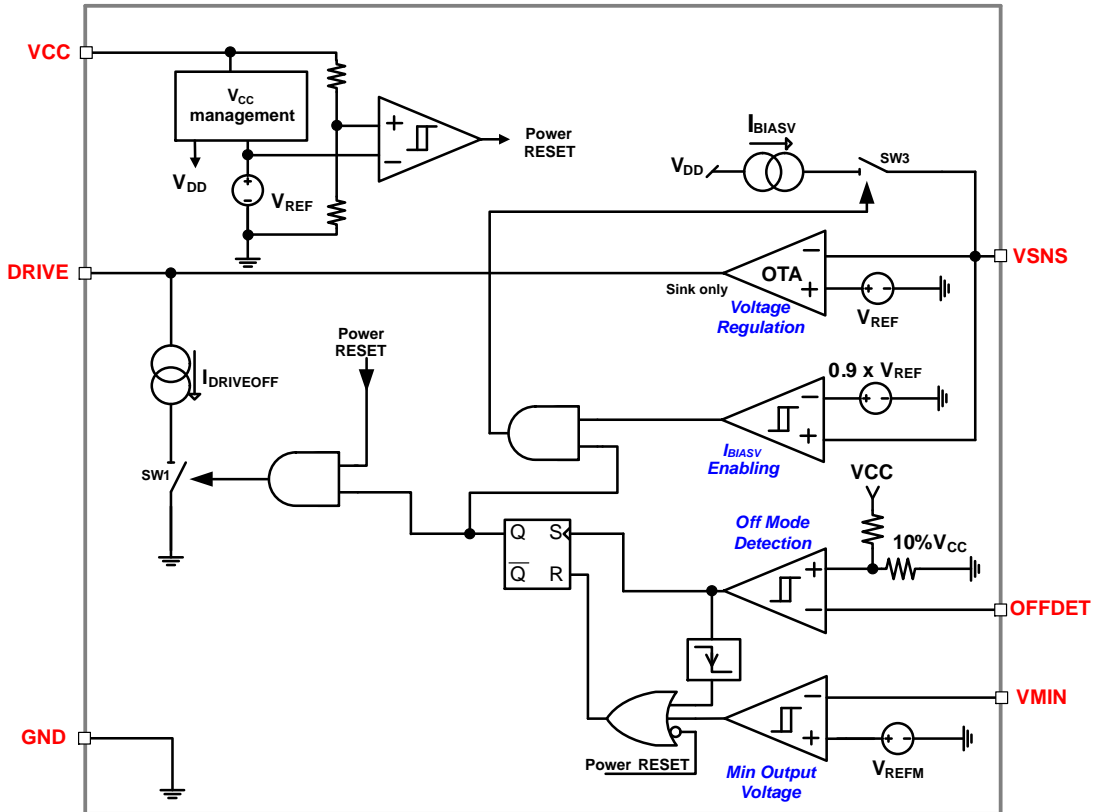 VCC
VCC
management
+
−
Power
RESET
VDD
+
-
VREF
IBIASV
VDD
SW3
DRIVE
OTA
−
+
Sink only
Voltage
Regulation
+ -
VREF
VSNS
IDRIVEOFF
Power
RESET
0.9 x VREF
−
+
+ -
IBIASV
Enabling
SW1
VCC
Off Mode
Detection
10%VCC
+
−
Q S
Q R
OFFDET
VMIN
−
+
+ -
VREFM
Power RESET
Min Output
Voltage
GND